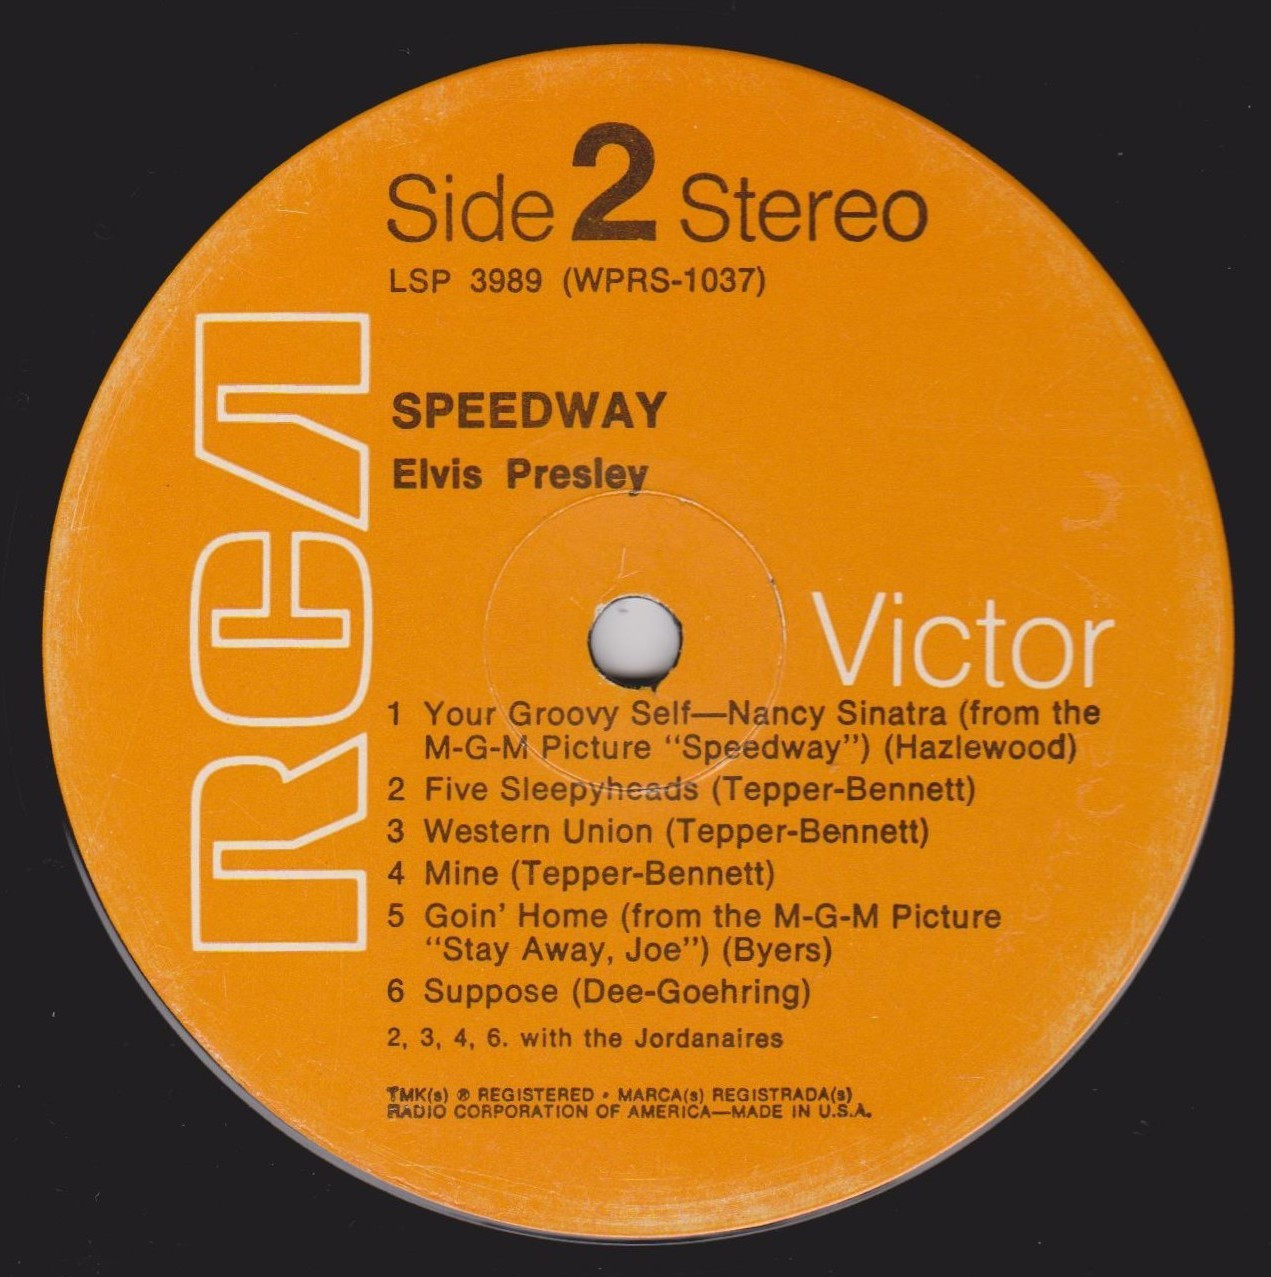 Side 2 Stereo
LSP 3989 (WPRS-1037)
RCA
SPEEDWAY
Elvis Presley
Victor
1 Your Groovy Self—Nancy Sinatra (from the
M-G-M Picture "Speedway") (Hazlewood)
2 Five Sleepyheads (Tepper-Bennett)
3 Western Union (Tepper-Bennett)
4 Mine (Tepper-Bennett)
5 Goin' Home (from the M-G-M Picture
"Stay Away, Joe") (Byers)
6 Suppose (Dee-Goehring)
2, 3, 4, 6. with the Jordanaires
TMK(s) ® REGISTERED • MARCA(s) REGISTRADA(s)
RADIO CORPORATION OF AMERICA—MADE IN U.S.A.